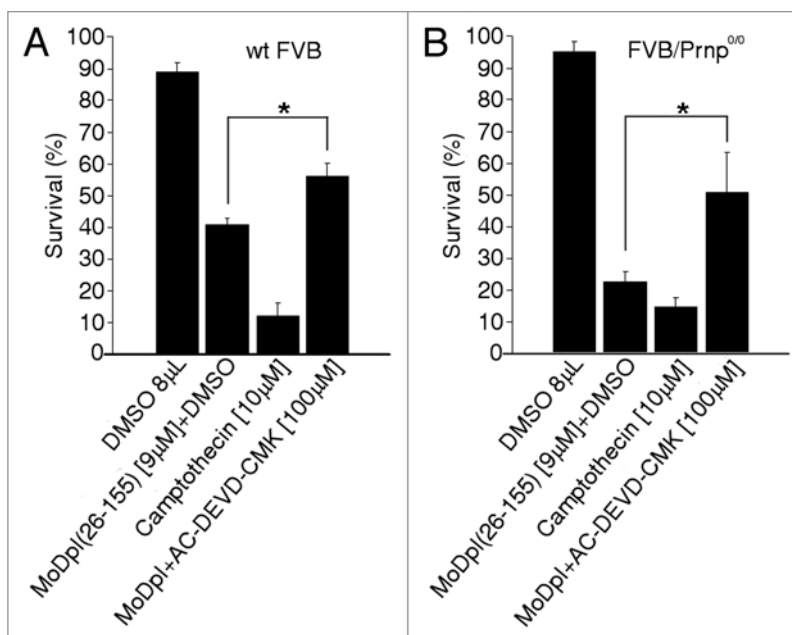 A
wt FVB
Survival (%)
100
90
80
70
60
50
40
30
20
10
0
*
DMSO 8μL
MoDpl(26-155) [9μM]+DMSO
Camptothecin [10μM]
MoDpl+AC-DEVD-CMK [100μM]
B
FVB/Prnp⁰/⁰
Survival (%)
100
90
80
70
60
50
40
30
20
10
0
*
DMSO 8μL
MoDpl(26-155) [9μM]+DMSO
Camptothecin [10μM]
MoDpl+AC-DEVD-CMK [100μM]